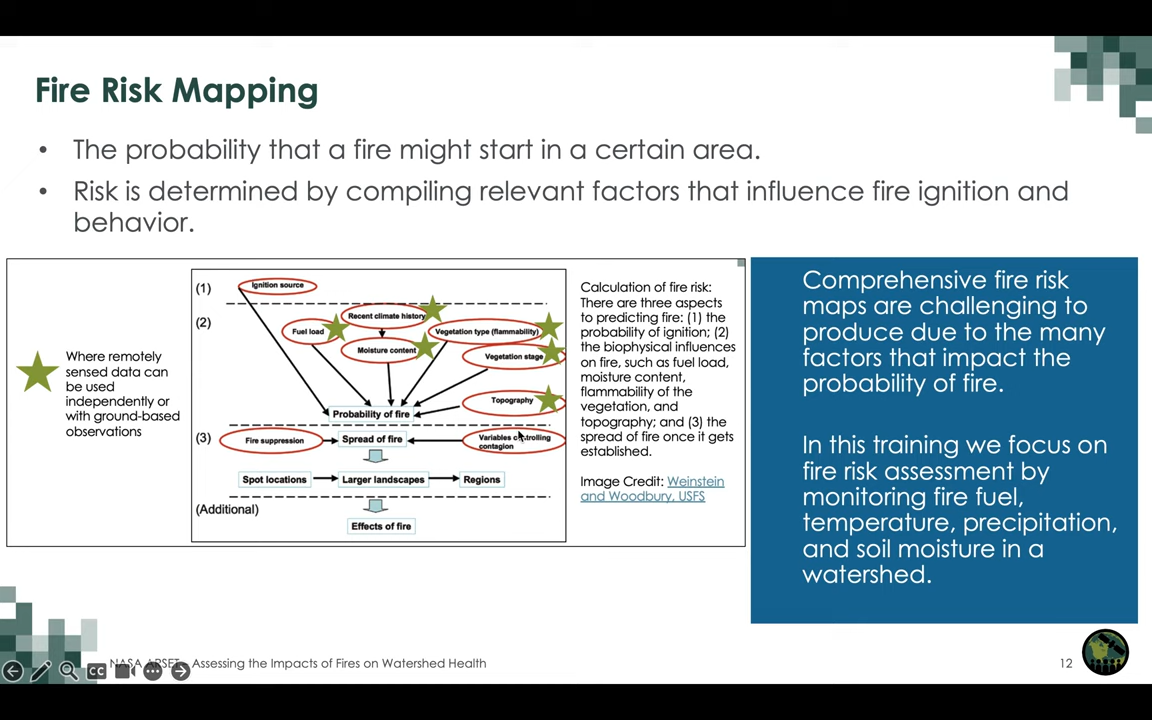 Fire Risk Mapping
• The probability that a fire might start in a certain area.
• Risk is determined by compiling relevant factors that influence fire ignition and
behavior.
Where remotely
sensed data can
be used
independently or
with ground-based
observations
(1)
Ignition source
(2)
Recent climate history
Fuel load
Vegetation type (flammability)
Moisture content
Vegetation stage
Topography
Probability of fire
(3)
Fire suppression
Spread of fire
Variables controlling
contagion
Spot locations
Larger landscapes
Regions
(Additional)
Effects of fire
Calculation of fire risk:
There are three aspects
to predicting fire: (1) the
probability of ignition; (2)
the biophysical influences
on fire, such as fuel load,
moisture content,
flammability of the
vegetation, and
topography; and (3) the
spread of fire once it gets
established.
Image Credit: Weinstein
and Woodbury, USFS
Comprehensive fire risk
maps are challenging to
produce due to the many
factors that impact the
probability of fire.
In this training we focus on
fire risk assessment by
monitoring fire fuel,
temperature, precipitation,
and soil moisture in a
watershed.
NASA ARSET – Assessing the Impacts of Fires on Watershed Health
12
CC